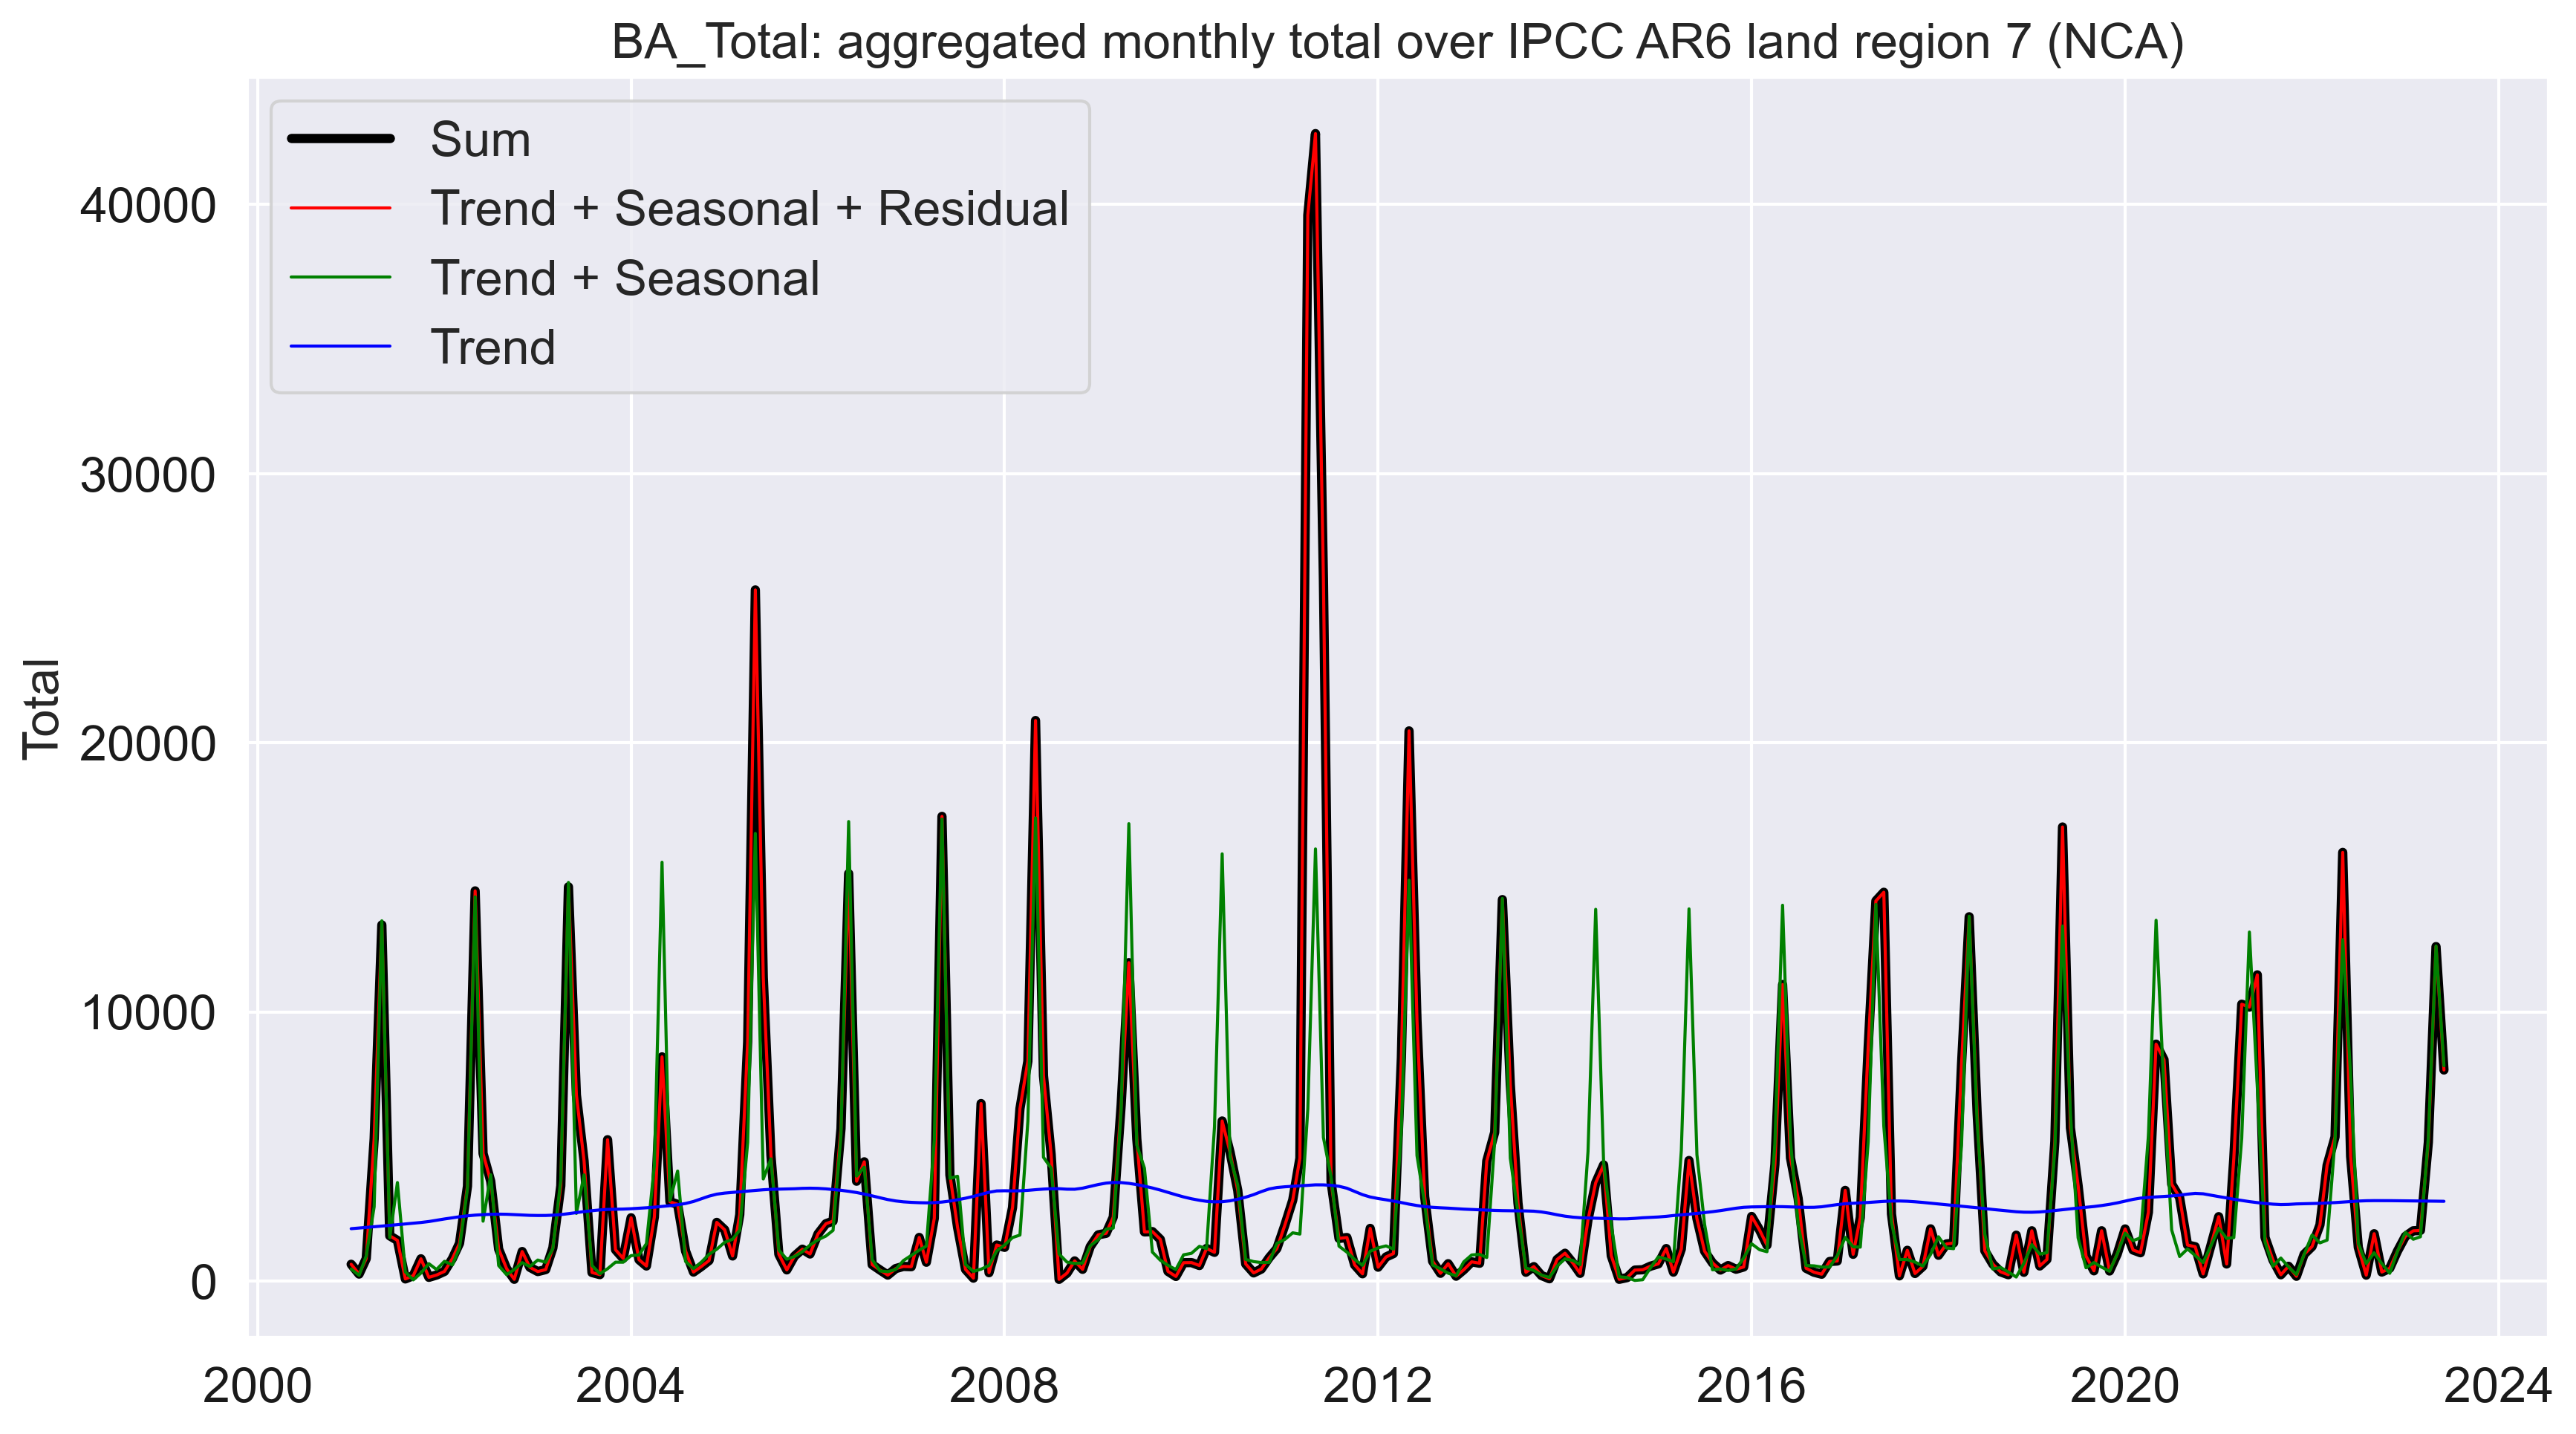 BA_Total: aggregated monthly total over IPCC AR6 land region 7 (NCA)
Sum
Trend + Seasonal + Residual
Trend + Seasonal
Trend
Total
40000
30000
20000
10000
0
2000 2004 2008 2012 2016 2020 2024